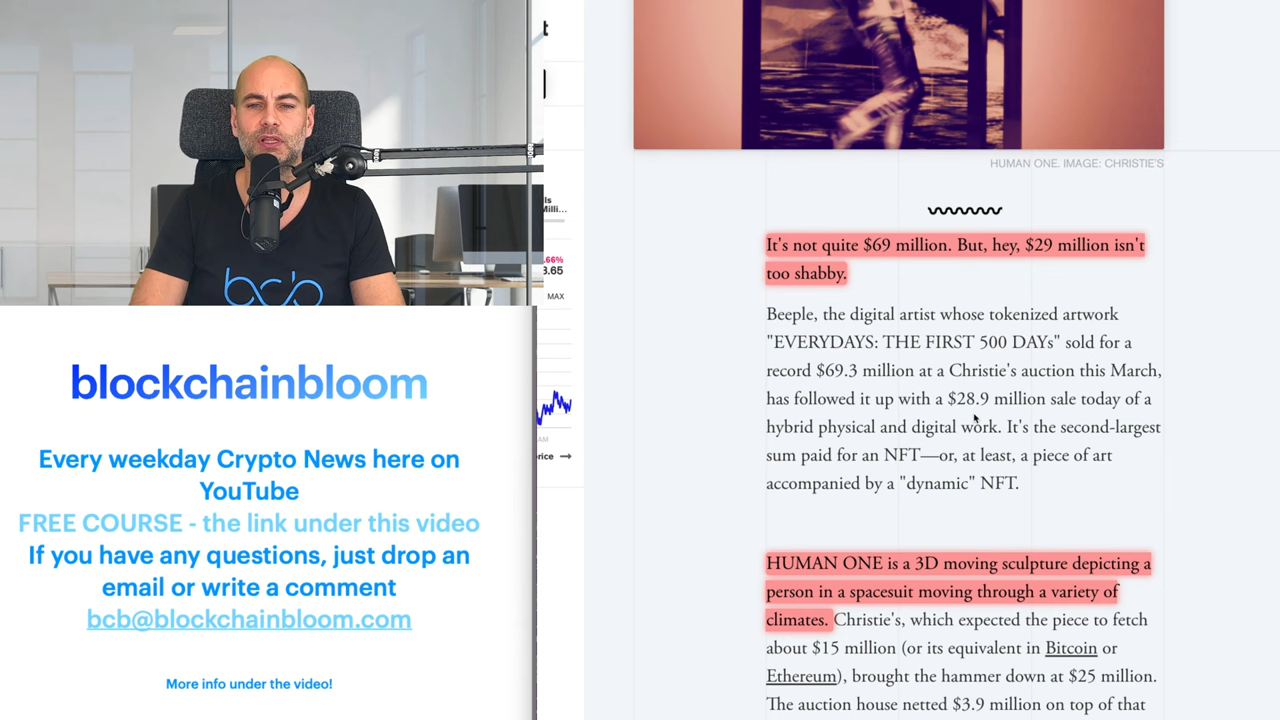 bcb
blockchainbloom
Every weekday Crypto News here on
YouTube
FREE COURSE - the link under this video
If you have any questions, just drop an
email or write a comment
bcb@blockchainbloom.com
More info under the video!
t
ls
Milli...
.66%
3.65
MAX
AM
rice →
HUMAN ONE. IMAGE: CHRISTIE'S
It's not quite $69 million. But, hey, $29 million isn't
too shabby.
Beeple, the digital artist whose tokenized artwork
"EVERYDAYS: THE FIRST 500 DAYs" sold for a
record $69.3 million at a Christie's auction this March,
has followed it up with a $28.9 million sale today of a
hybrid physical and digital work. It's the second-largest
sum paid for an NFT—or, at least, a piece of art
accompanied by a "dynamic" NFT.
HUMAN ONE is a 3D moving sculpture depicting a
person in a spacesuit moving through a variety of
climates. Christie's, which expected the piece to fetch
about $15 million (or its equivalent in Bitcoin or
Ethereum), brought the hammer down at $25 million.
The auction house netted $3.9 million on top of that